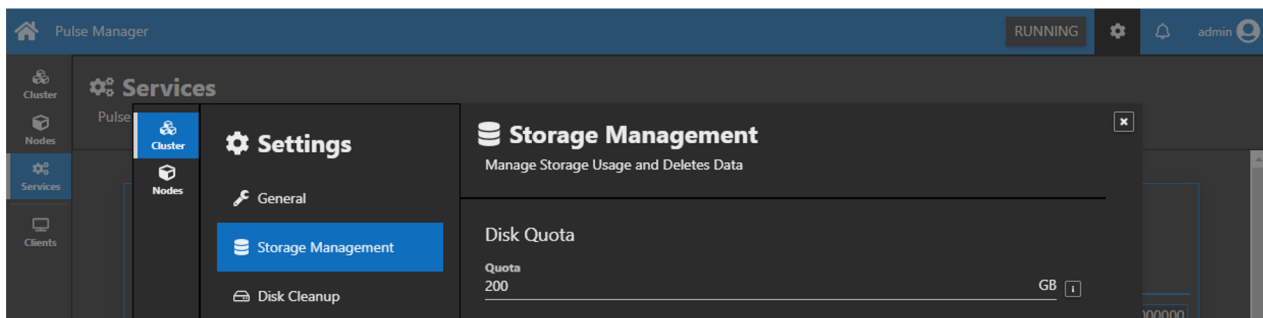 Pulse Manager RUNNING admin
Cluster
Nodes
Services
Clients
Services
Pulse
Cluster
Nodes
Settings
General
Storage Management
Disk Cleanup
Storage Management
Manage Storage Usage and Deletes Data
Disk Quota
Quota
200 GB i